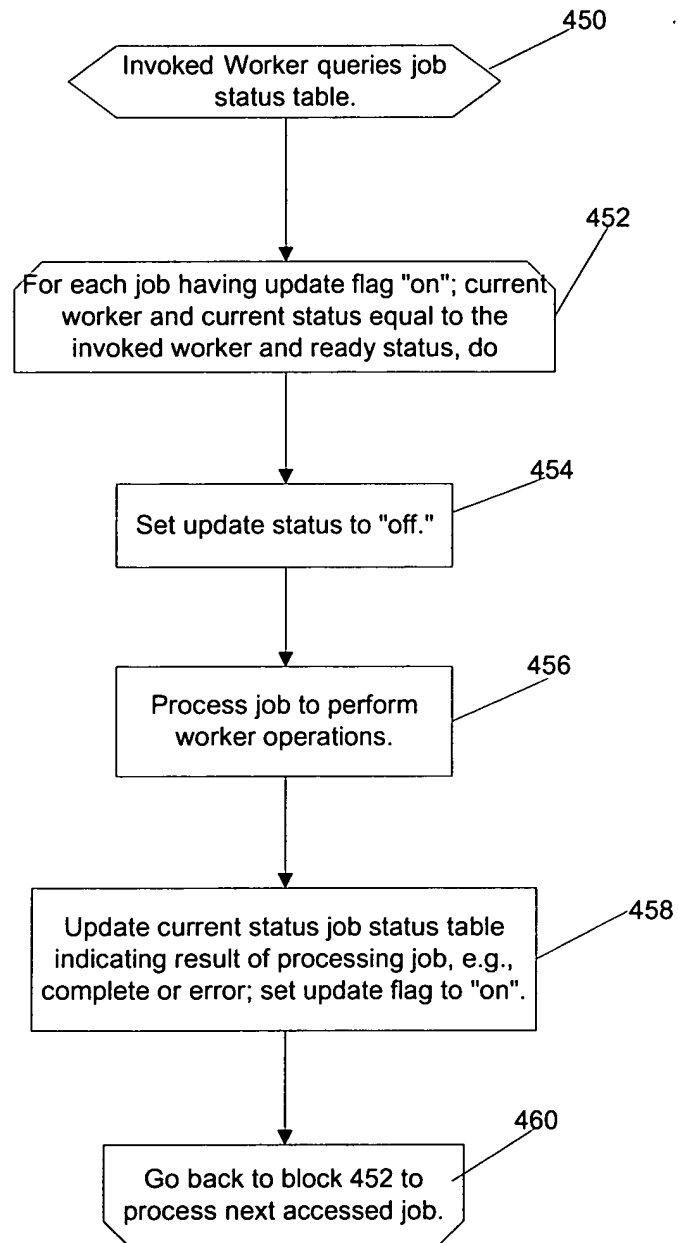 450
Invoked Worker queries job
status table.
452
For each job having update flag "on"; current
worker and current status equal to the
invoked worker and ready status, do
454
Set update status to "off."
456
Process job to perform
worker operations.
458
Update current status job status table
indicating result of processing job, e.g.,
complete or error; set update flag to "on".
460
Go back to block 452 to
process next accessed job.